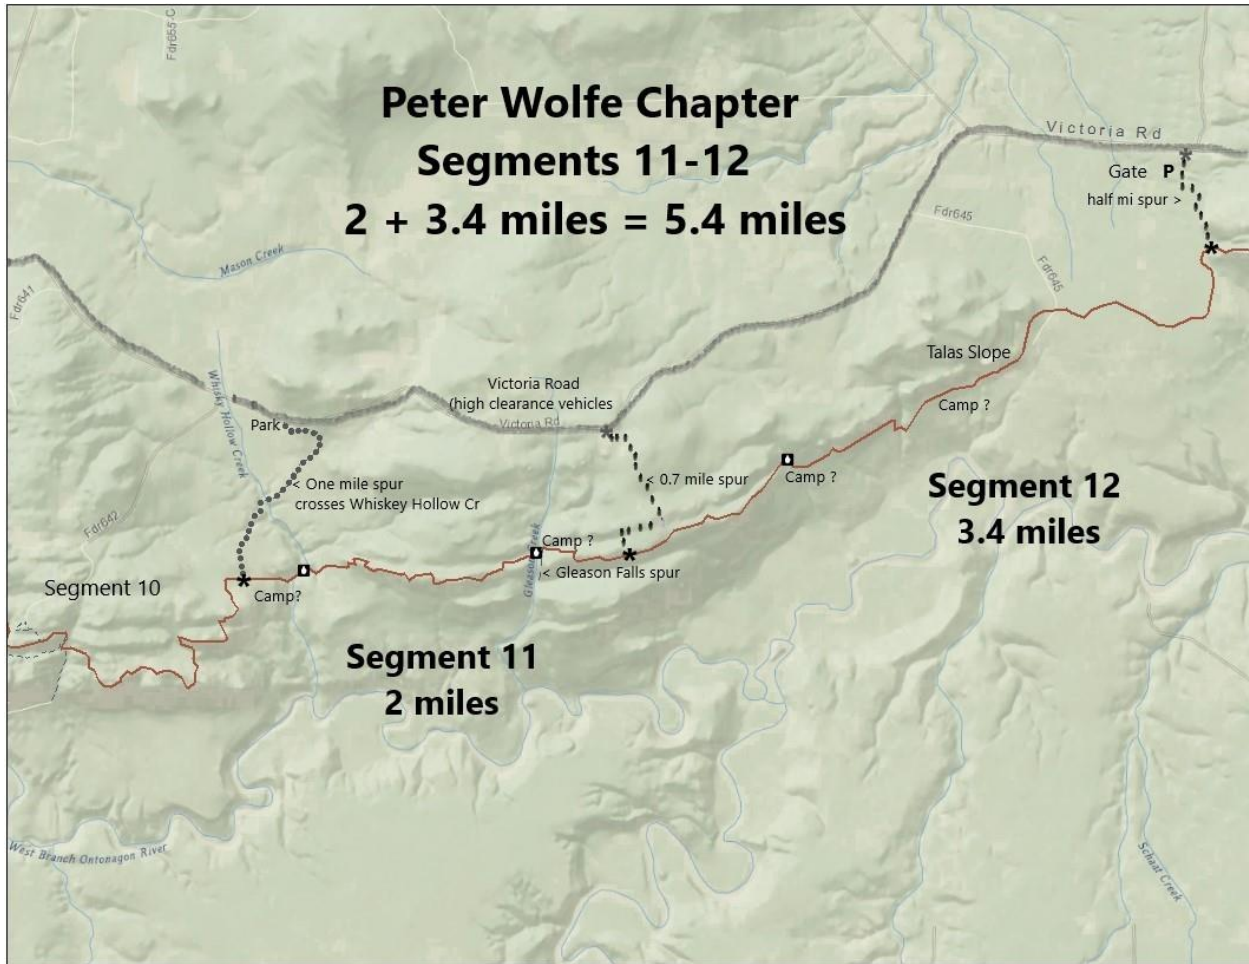 Fdr655-C
Peter Wolfe Chapter
Segments 11-12
2 + 3.4 miles = 5.4 miles
Victoria Rd
Gate P
half mi spur >
Fdr645
Fdr645
Mason Creek
Fdr641
Talas Slope
Victoria Road
(high clearance vehicles
Victoria Rd
Whisky Hollow Creek
Park
Camp ?
< One mile spur
crosses Whiskey Hollow Cr
< 0.7 mile spur
Camp ?
Segment 12
3.4 miles
Fdr642
Camp ?
Gleason Creek
< Gleason Falls spur
Segment 10
Camp?
Segment 11
2 miles
West Branch Ontonagon River
Schaat Creek